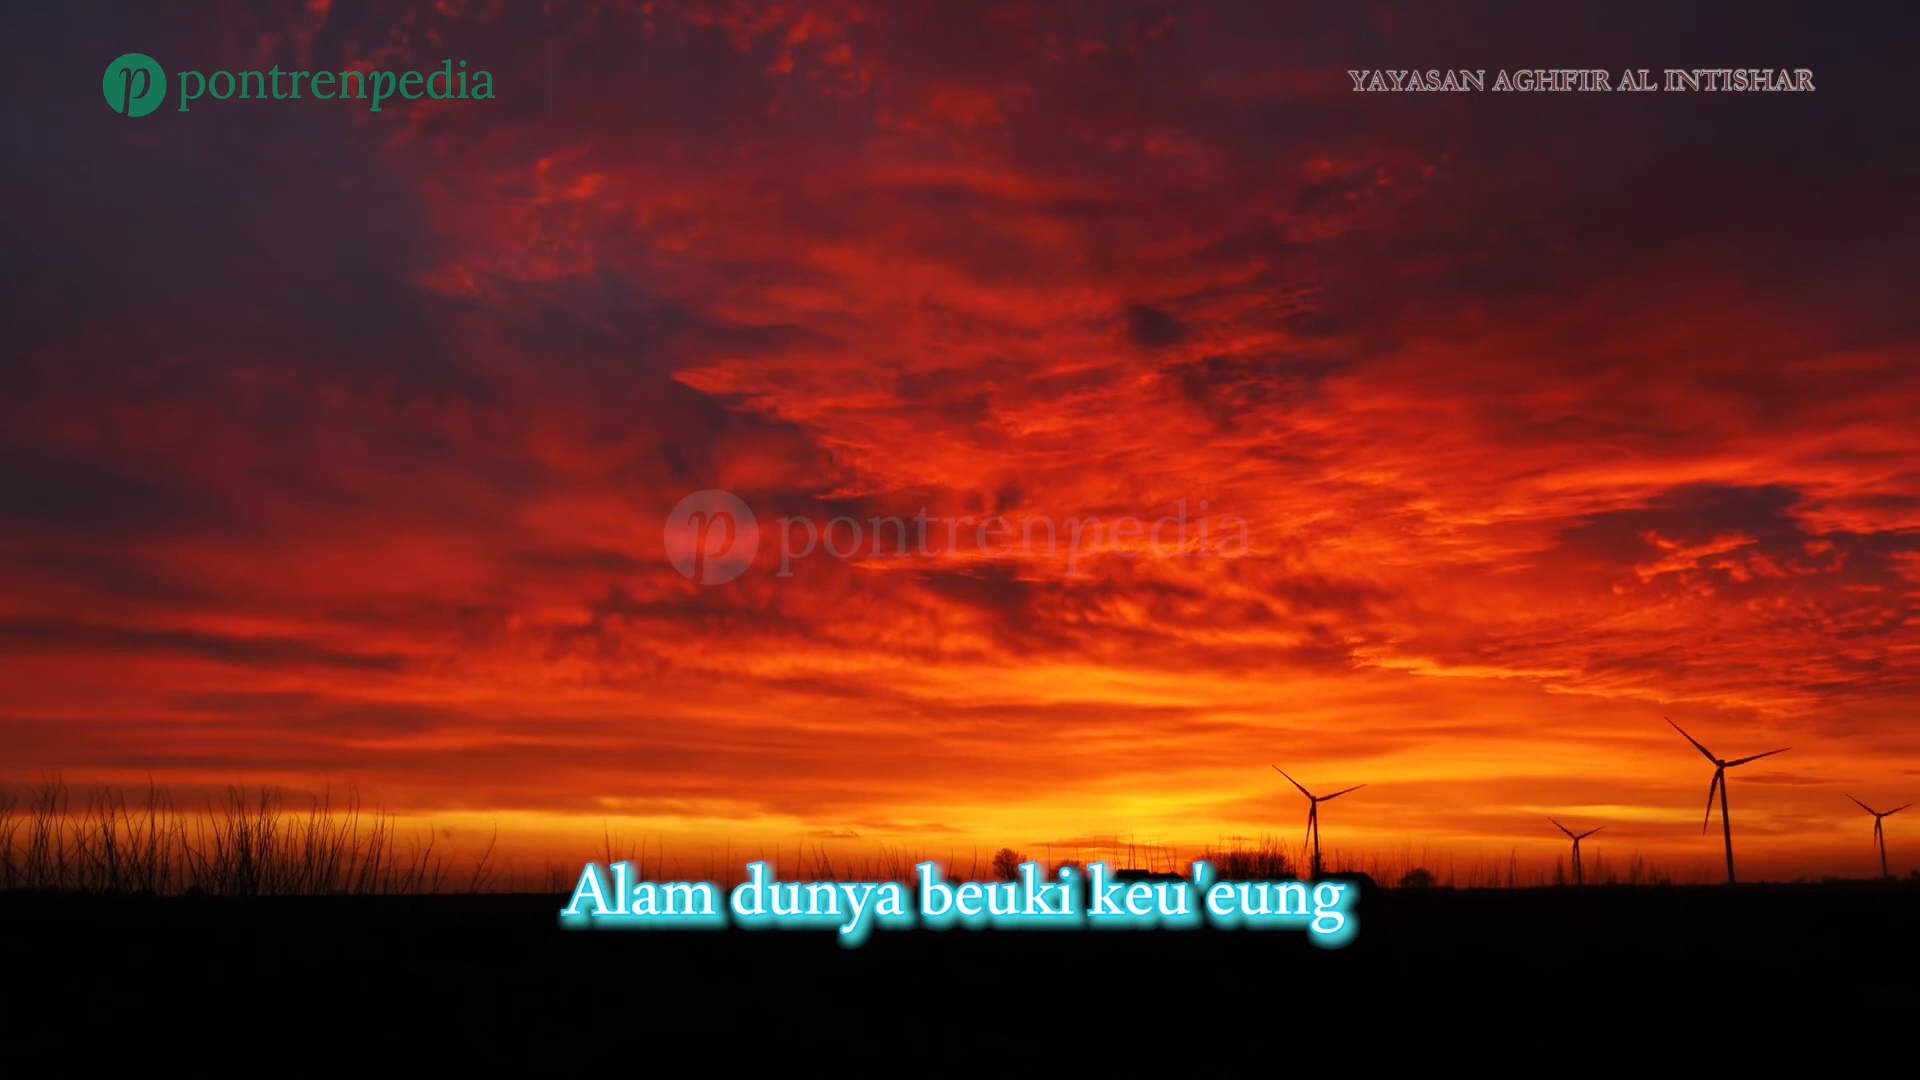 pontrenpedia
YAYASAN AGHFIR AL INTISHAR
pontrenpedia
Alam dunya beuki keu'eung